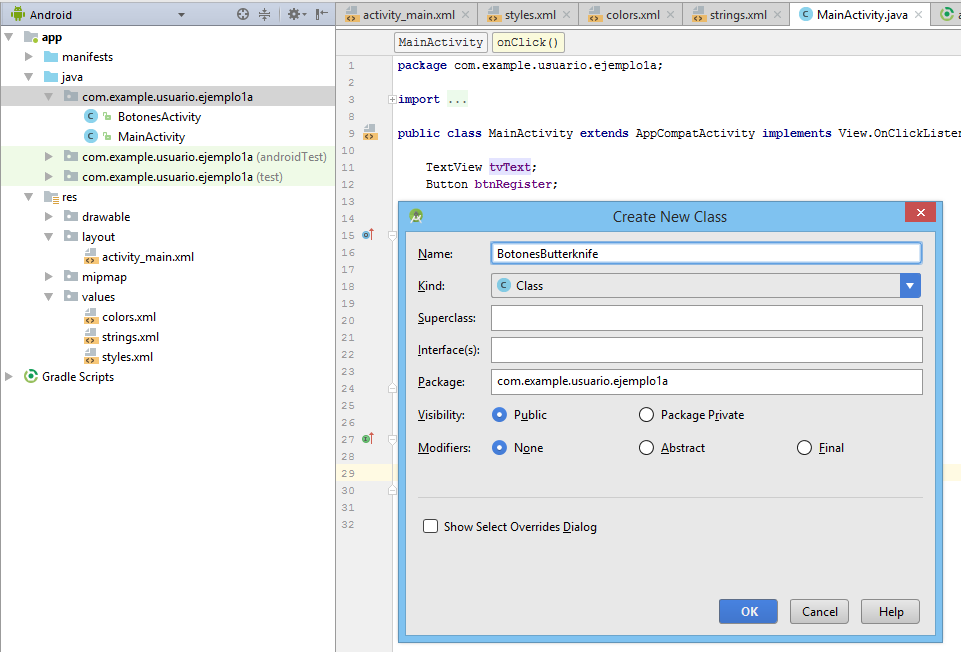 Android
app
manifests
java
com.example.usuario.ejemplo1a
BotonesActivity
MainActivity
com.example.usuario.ejemplo1a (androidTest)
com.example.usuario.ejemplo1a (test)
res
drawable
layout
activity_main.xml
mipmap
values
colors.xml
strings.xml
styles.xml
Gradle Scripts
activity_main.xml styles.xml colors.xml strings.xml MainActivity.java
MainActivity onClick()
1 package com.example.usuario.ejemplo1a;
2
3 import ...
8
9 public class MainActivity extends AppCompatActivity implements View.OnClickListen
10
11 TextView tvText;
12 Button btnRegister;
13
14
15
16
17
18
19
20
21
22
23
24
25
26
27
28
29
30
31
32
Create New Class
Name: BotonesButterknife
Kind: C Class
Superclass:
Interface(s):
Package: com.example.usuario.ejemplo1a
Visibility: Public Package Private
Modifiers: None Abstract Final
Show Select Overrides Dialog
OK Cancel Help